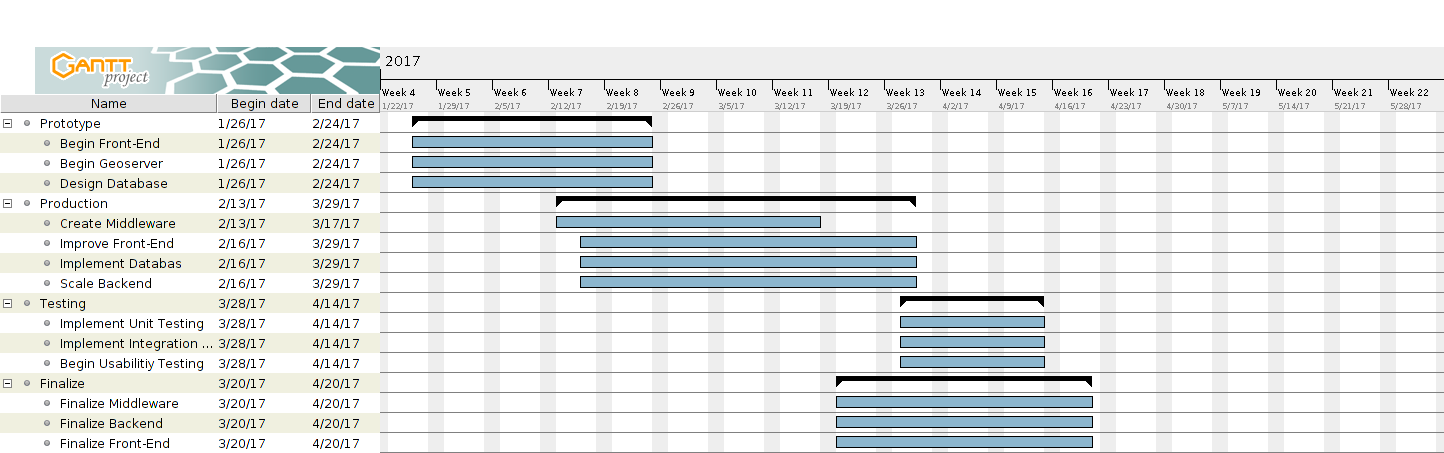 GANTT project
2017
Week 4 Week 5 Week 6 Week 7 Week 8 Week 9 Week 10 Week 11 Week 12 Week 13 Week 14 Week 15 Week 16 Week 17 Week 18 Week 19 Week 20 Week 21 Week 22
Name Begin date End date 1/22/17 1/29/17 2/5/17 2/12/17 2/19/17 2/26/17 3/5/17 3/12/17 3/19/17 3/26/17 4/2/17 4/9/17 4/16/17 4/23/17 4/30/17 5/7/17 5/14/17 5/21/17 5/28/17
Prototype 1/26/17 2/24/17
Begin Front-End 1/26/17 2/24/17
Begin Geoserver 1/26/17 2/24/17
Design Database 1/26/17 2/24/17
Production 2/13/17 3/29/17
Create Middleware 2/13/17 3/17/17
Improve Front-End 2/16/17 3/29/17
Implement Databas 2/16/17 3/29/17
Scale Backend 2/16/17 3/29/17
Testing 3/28/17 4/14/17
Implement Unit Testing 3/28/17 4/14/17
Implement Integration ... 3/28/17 4/14/17
Begin Usabilitiy Testing 3/28/17 4/14/17
Finalize 3/20/17 4/20/17
Finalize Middleware 3/20/17 4/20/17
Finalize Backend 3/20/17 4/20/17
Finalize Front-End 3/20/17 4/20/17